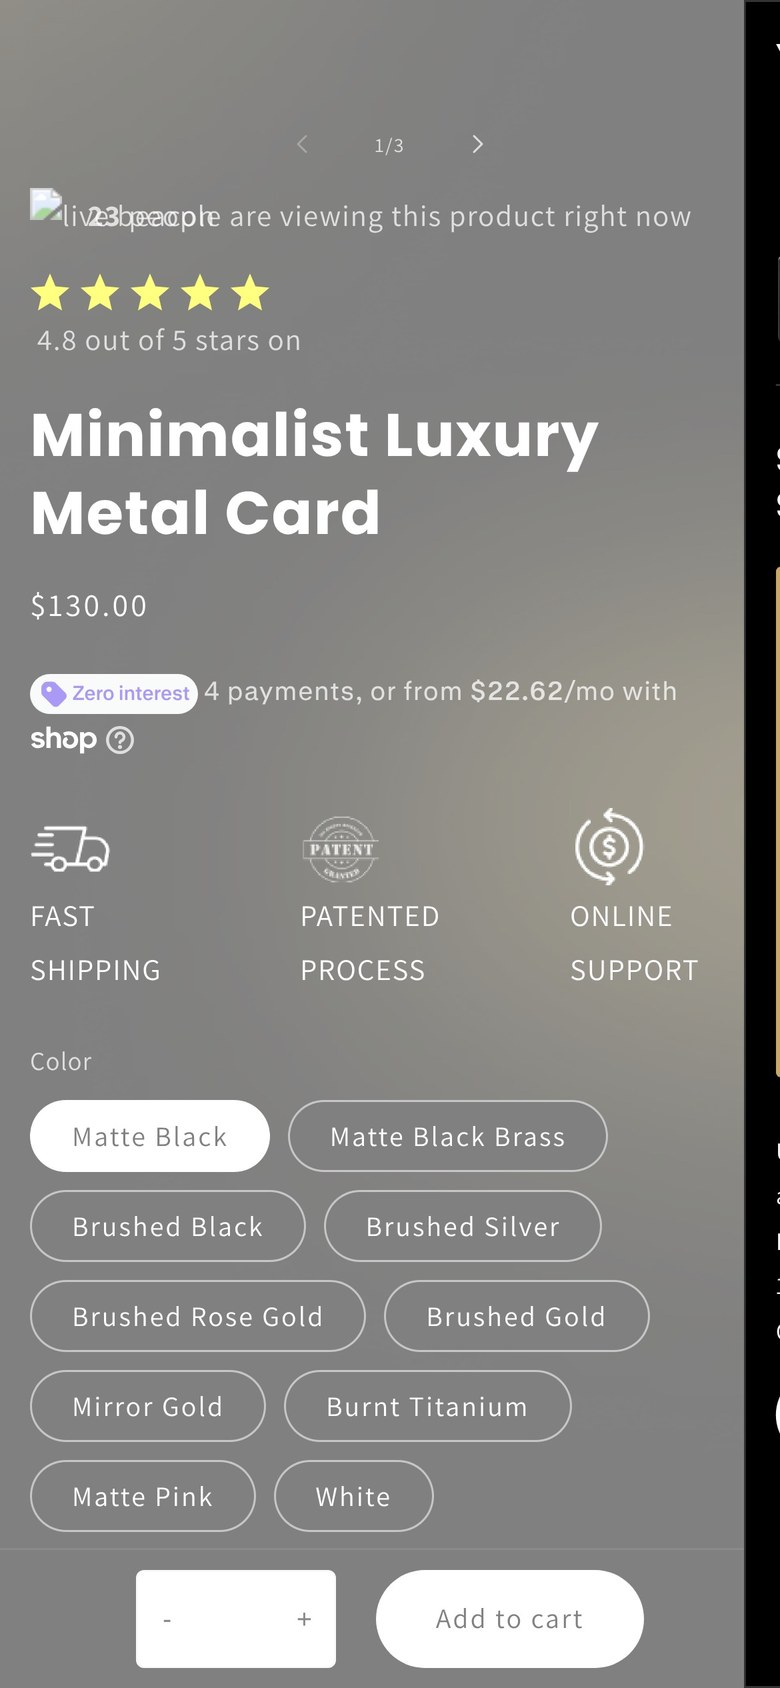 1/3
live beacon 23 people are viewing this product right now
4.8 out of 5 stars on
Minimalist Luxury
Metal Card
$130.00
Zero interest 4 payments, or from $22.62/mo with
shop ?
PATENT
GRANTED
FAST
SHIPPING
PATENTED
PROCESS
ONLINE
SUPPORT
Color
Matte Black
Matte Black Brass
Brushed Black
Brushed Silver
Brushed Rose Gold
Brushed Gold
Mirror Gold
Burnt Titanium
Matte Pink
White
- +
Add to cart